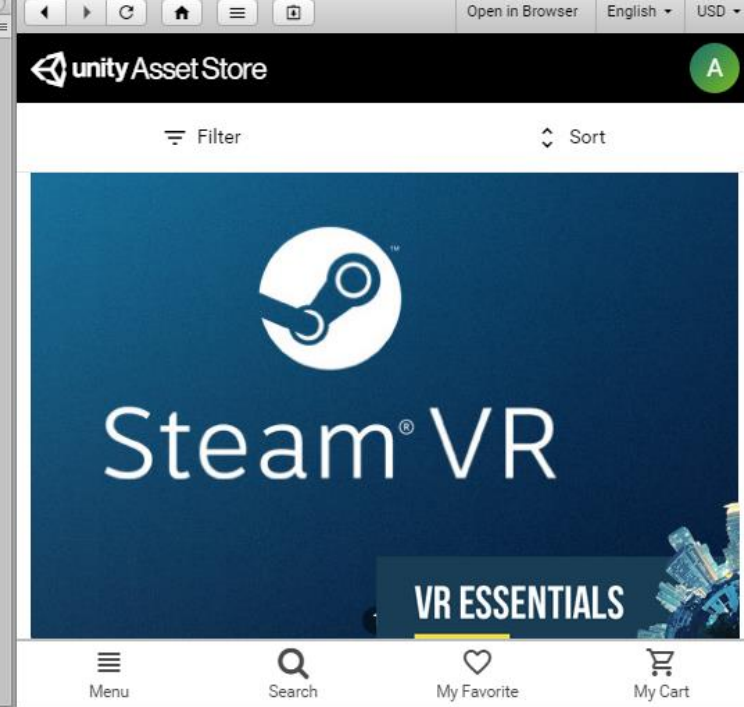 Open in Browser English USD
unity Asset Store A
Filter Sort
Steam® VR ™
VR ESSENTIALS
Menu Search My Favorite My Cart